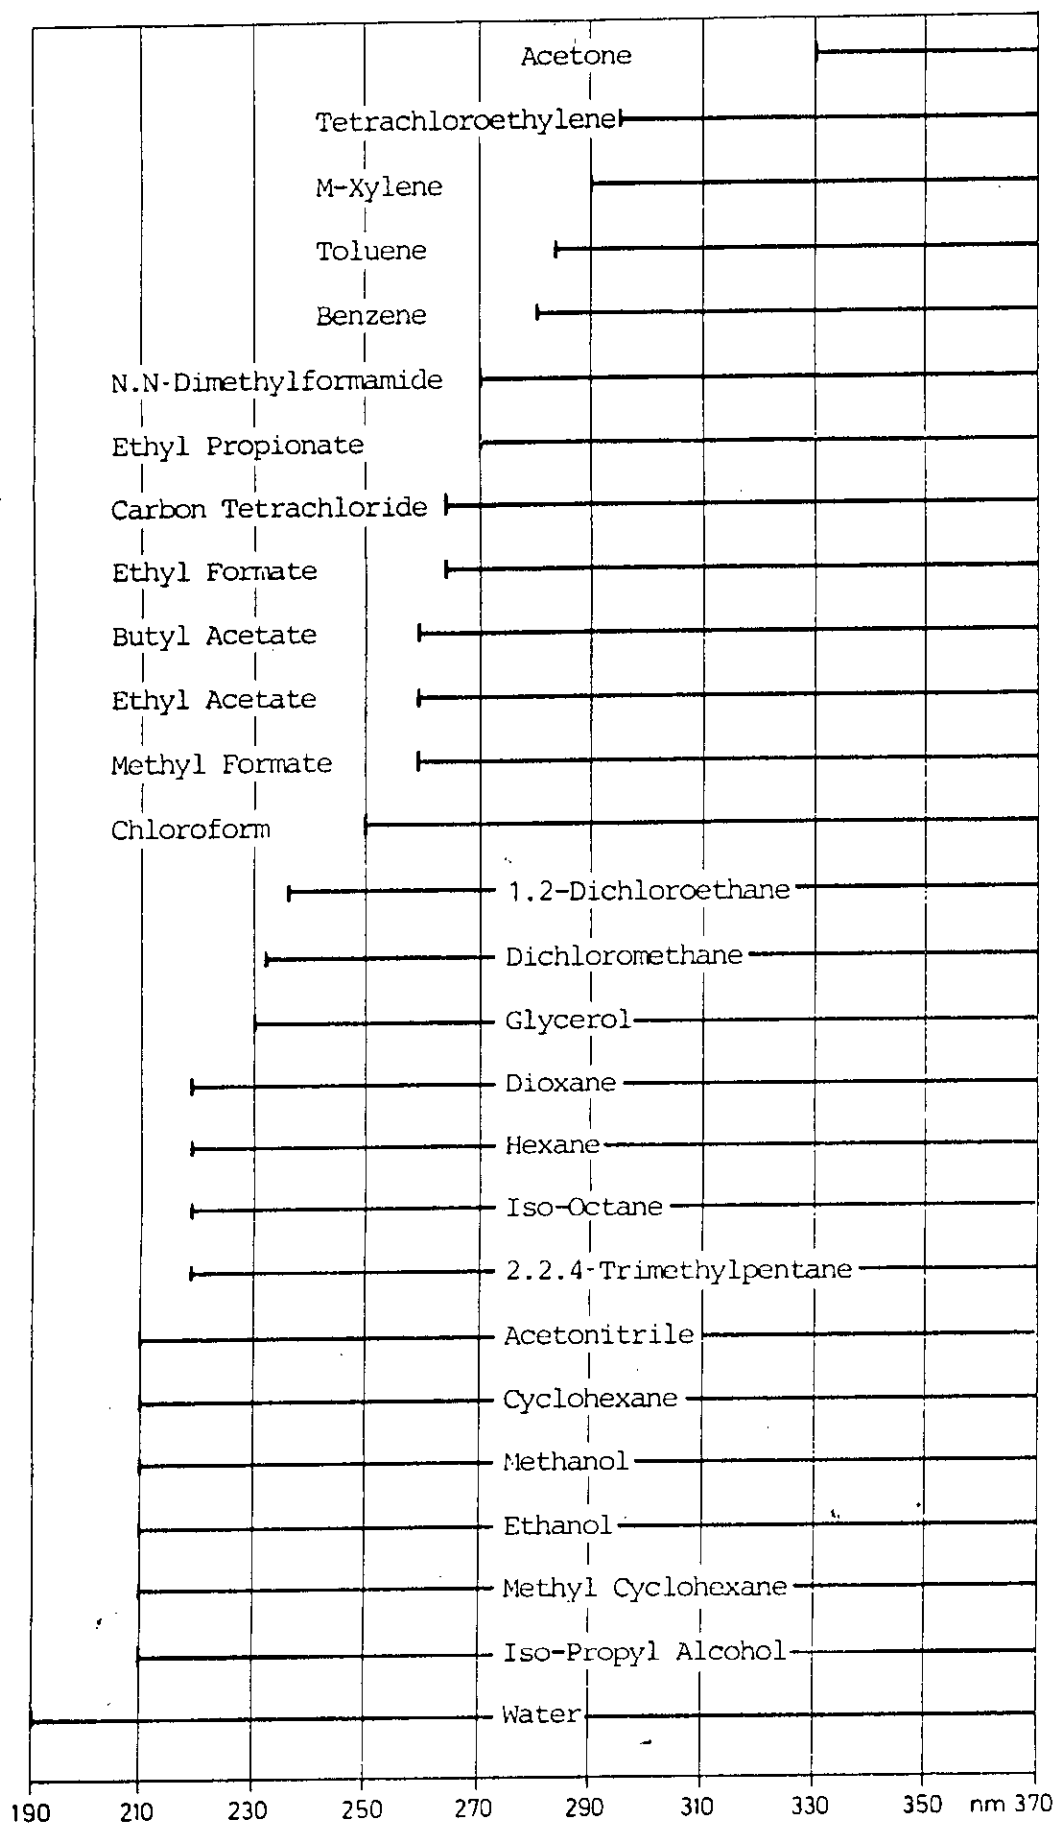 Acetone
Tetrachloroethylene
M-Xylene
Toluene
Benzene
N.N-Dimethylformamide
Ethyl Propionate
Carbon Tetrachloride
Ethyl Formate
Butyl Acetate
Ethyl Acetate
Methyl Formate
Chloroform
1.2-Dichloroethane
Dichloromethane
Glycerol
Dioxane
Hexane
Iso-Octane
2.2.4-Trimethylpentane
Acetonitrile
Cyclohexane
Methanol
Ethanol
Methyl Cyclohexane
Iso-Propyl Alcohol
Water
190 210 230 250 270 290 310 330 350 nm 370